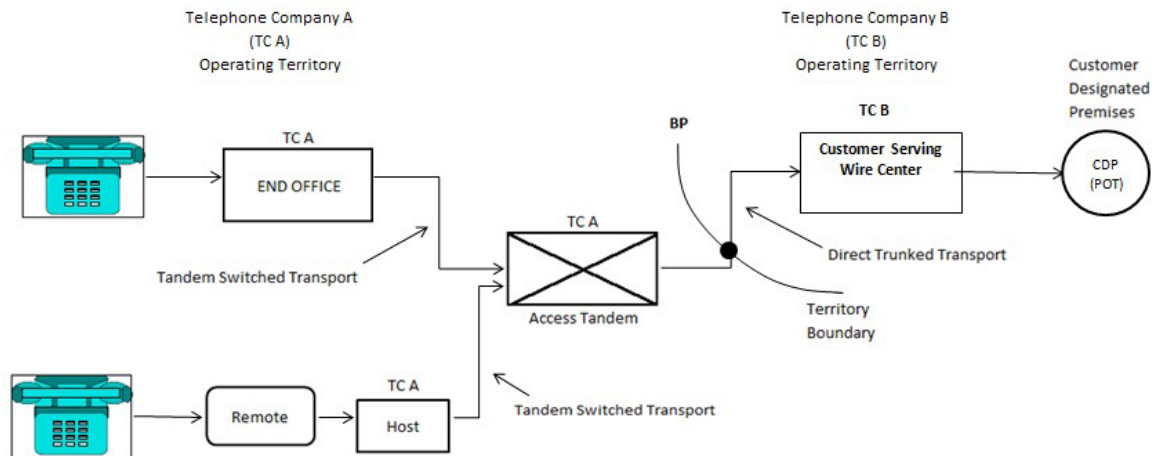 Telephone Company A
(TC A)
Operating Territory
Telephone Company B
(TC B)
Operating Territory
Customer
Designated
Premises
TC A
END OFFICE
BP
TC B
Customer Serving
Wire Center
CDP
(POT)
TC A
Tandem Switched Transport
Direct Trunked Transport
Access Tandem
Territory
Boundary
TC A
Remote
Host
Tandem Switched Transport